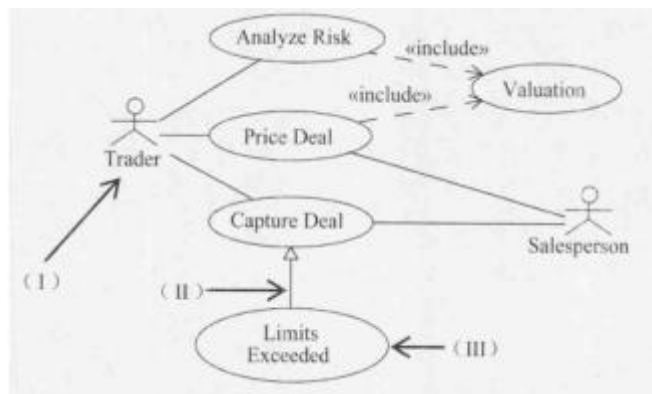 Analyze Risk
«include»
Valuation
«include»
Price Deal
Trader
Capture Deal
Salesperson
(I)
(II)
Limits
Exceeded
(III)